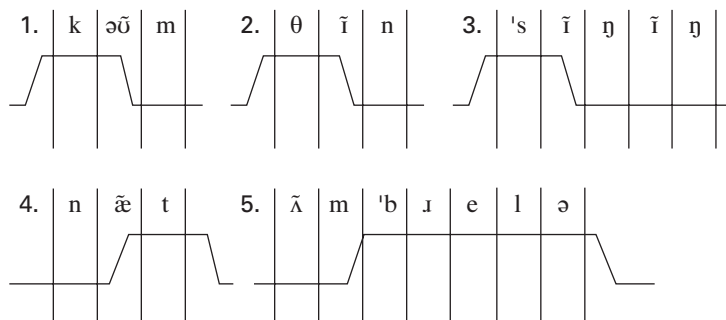 1. k əʊ̃ m 2. θ ɪ̃ n 3. ˈs ɪ̃ ŋ ɪ̃ ŋ
4. n æ̃ t 5. ʌ̃ m ˈb ɹ e l ə